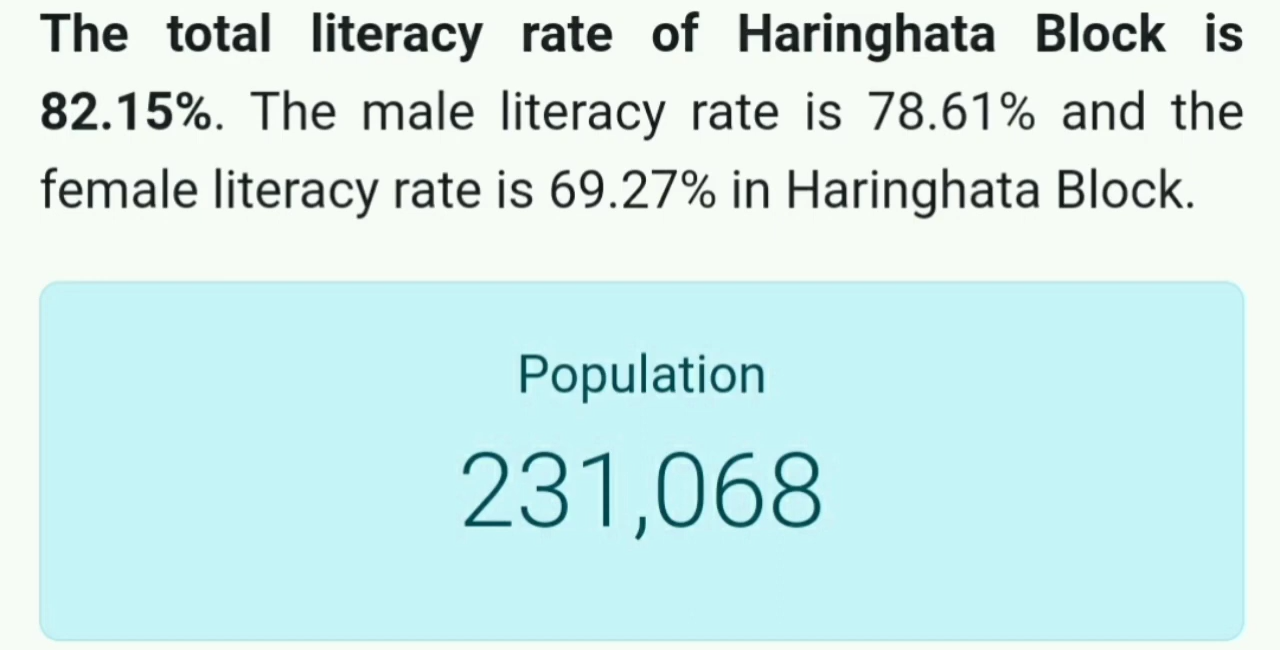 The total literacy rate of Haringhata Block is
82.15%. The male literacy rate is 78.61% and the
female literacy rate is 69.27% in Haringhata Block.
Population
231,068